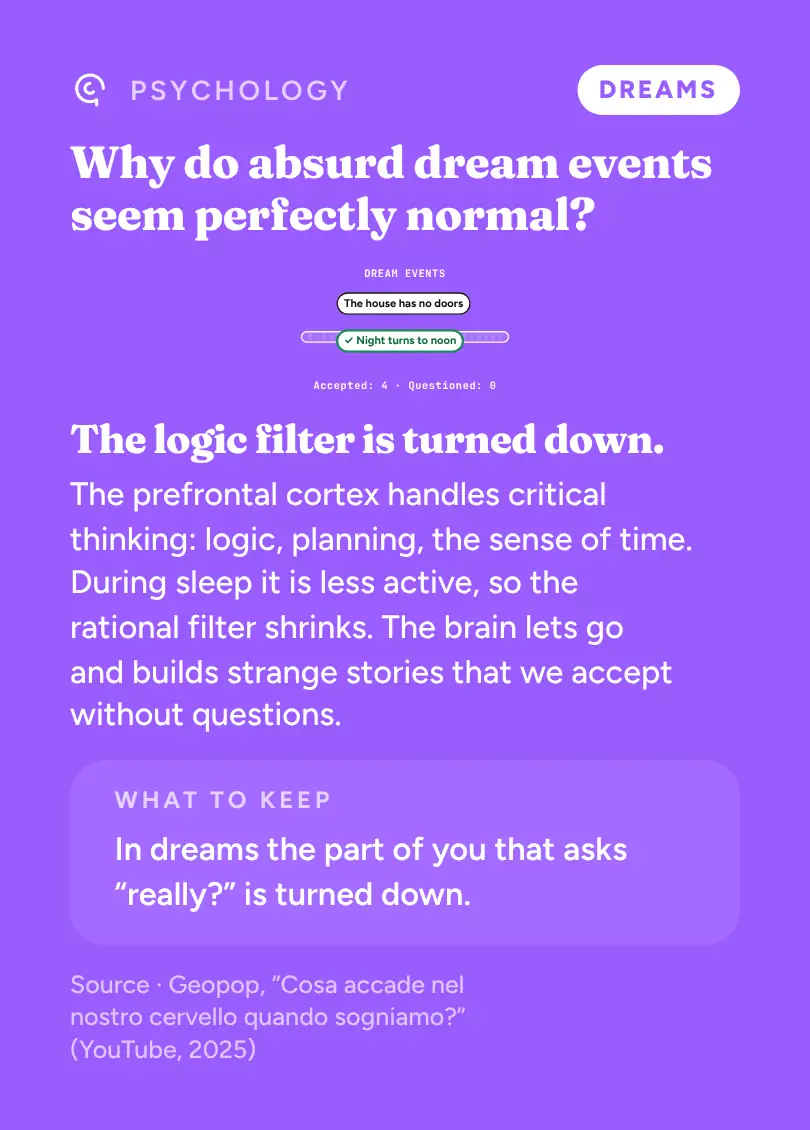 PSYCHOLOGY
DREAMS
Why do absurd dream events
seem perfectly normal?
DREAM EVENTS
The house has no doors
✓ Night turns to noon
Accepted: 4 · Questioned: 0
The logic filter is turned down.
The prefrontal cortex handles critical
thinking: logic, planning, the sense of time.
During sleep it is less active, so the
rational filter shrinks. The brain lets go
and builds strange stories that we accept
without questions.
WHAT TO KEEP
In dreams the part of you that asks
“really?” is turned down.
Source · Geopop, “Cosa accade nel
nostro cervello quando sogniamo?”
(YouTube, 2025)